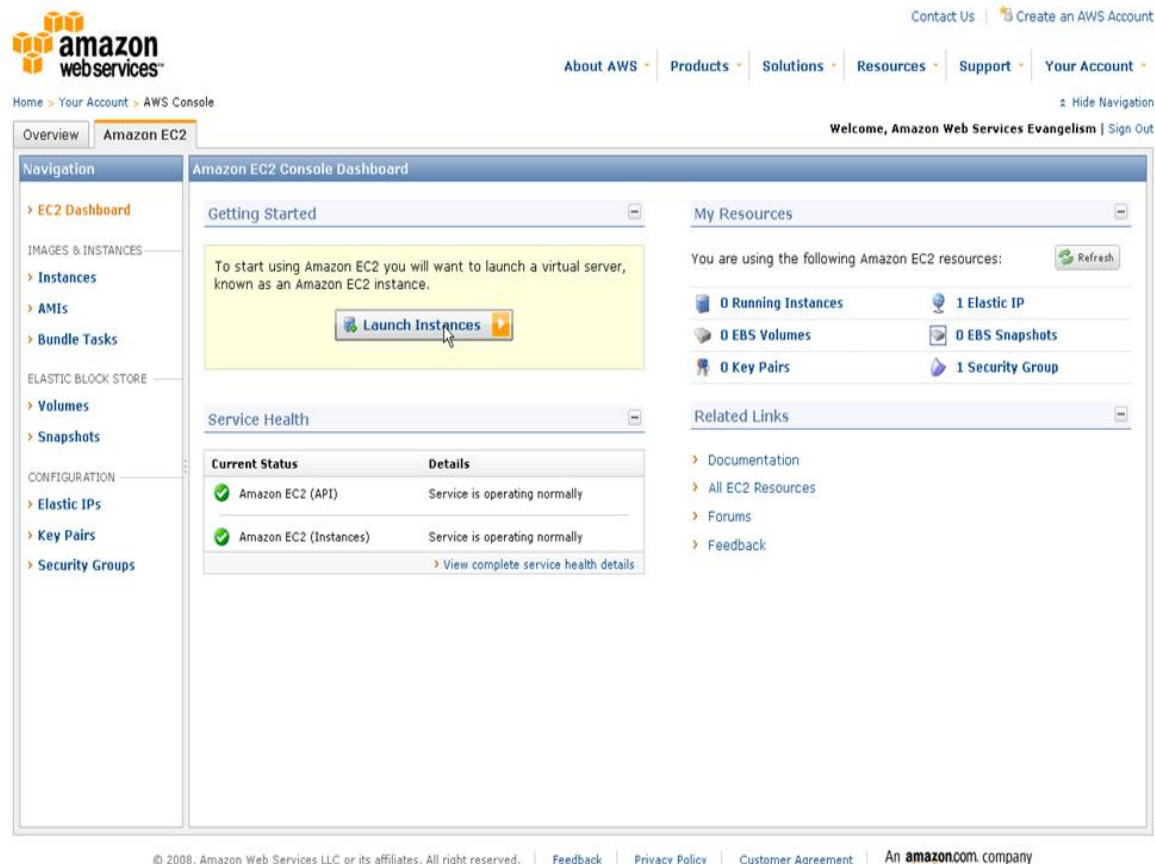 amazon
webservices™
Contact Us
Create an AWS Account
About AWS
Products
Solutions
Resources
Support
Your Account
Home > Your Account > AWS Console
Hide Navigation
Overview
Amazon EC2
Welcome, Amazon Web Services Evangelism | Sign Out
Navigation
> EC2 Dashboard
IMAGES & INSTANCES
> Instances
> AMIs
> Bundle Tasks
ELASTIC BLOCK STORE
> Volumes
> Snapshots
CONFIGURATION
> Elastic IPs
> Key Pairs
> Security Groups
Amazon EC2 Console Dashboard
Getting Started
To start using Amazon EC2 you will want to launch a virtual server,
known as an Amazon EC2 instance.
Launch Instances
Service Health
Current Status Details
Amazon EC2 (API) Service is operating normally
Amazon EC2 (Instances) Service is operating normally
> View complete service health details
My Resources
You are using the following Amazon EC2 resources:
Refresh
0 Running Instances 1 Elastic IP
0 EBS Volumes 0 EBS Snapshots
0 Key Pairs 1 Security Group
Related Links
> Documentation
> All EC2 Resources
> Forums
> Feedback
© 2008, Amazon Web Services LLC or its affiliates. All right reserved. | Feedback | Privacy Policy | Customer Agreement | An amazon.com. company